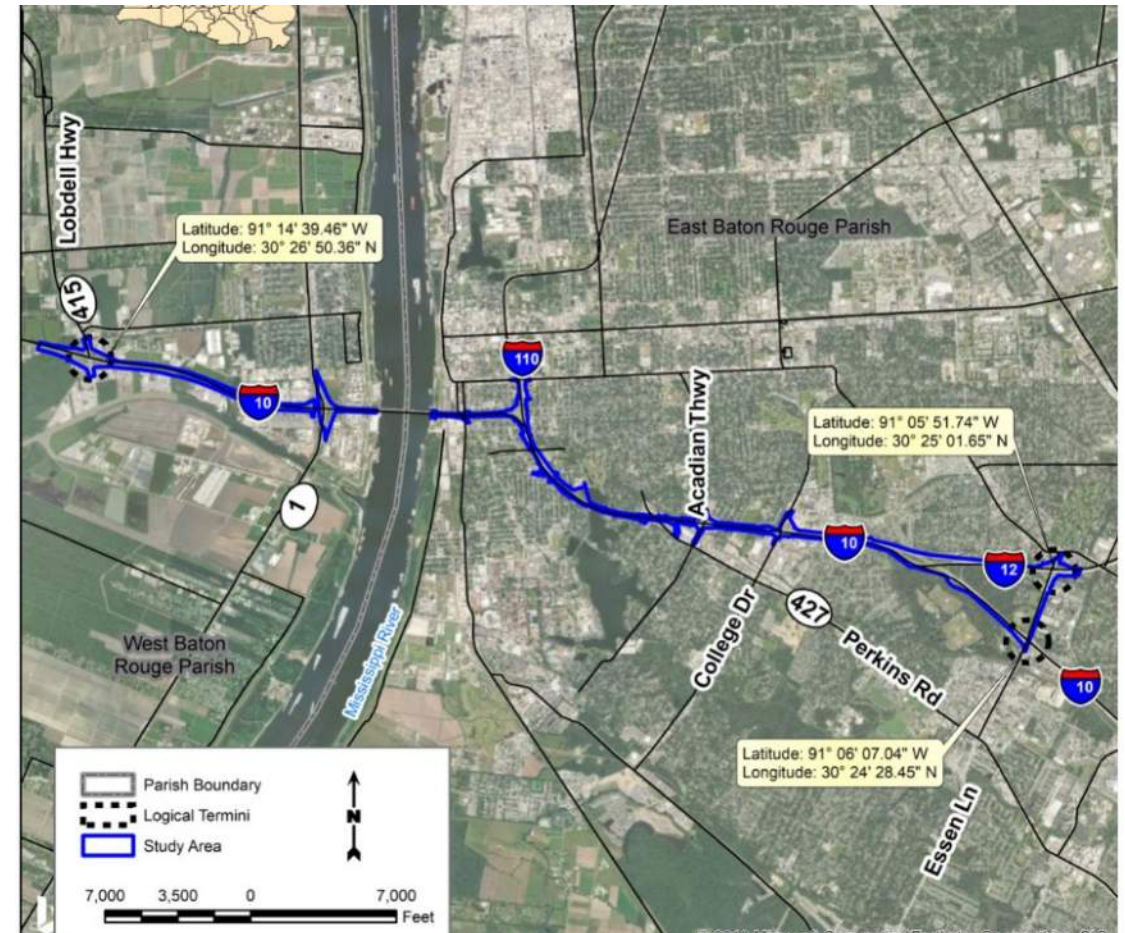 Lobdell Hwy
Latitude: 91° 14' 39.46" W
Longitude: 30° 26' 50.36" N
East Baton Rouge Parish
415
110
10
Acadian Thwy
Latitude: 91° 05' 51.74" W
Longitude: 30° 25' 01.65" N
1
10
12
427
College Dr
Perkins Rd
West Baton
Rouge Parish
Mississippi River
10
Latitude: 91° 06' 07.04" W
Longitude: 30° 24' 28.45" N
Essen Ln
Parish Boundary
Logical Termini
Study Area
N
7,000 3,500 0 7,000
Feet